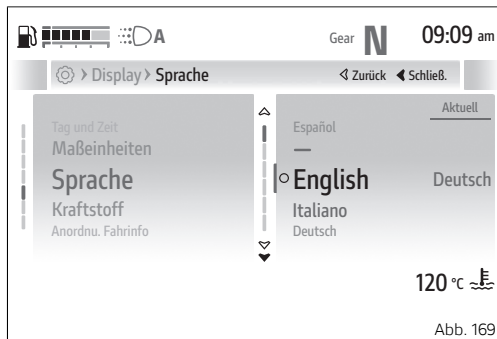 A Gear N 09:09 am
Display Sprache Zurück Schließ.
Aktuell
Tag und Zeit
Maßeinheiten
Sprache
Kraftstoff
Anordnu. Fahrinfo
Español
—
English Deutsch
Italiano
Deutsch
120 °C
Abb. 169